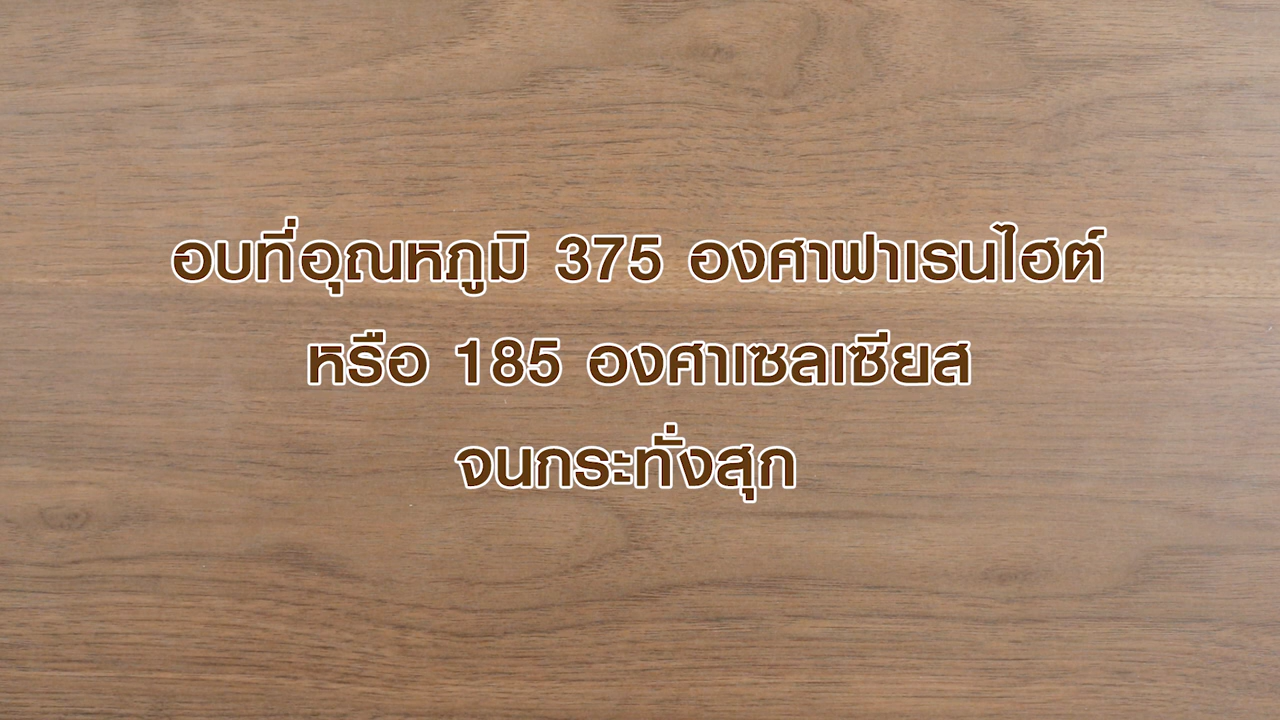 อบที่อุณหภูมิ 375 องศาฟาเรนไฮต์
หรือ 185 องศาเซลเซียส
จนกระทั่งสุก